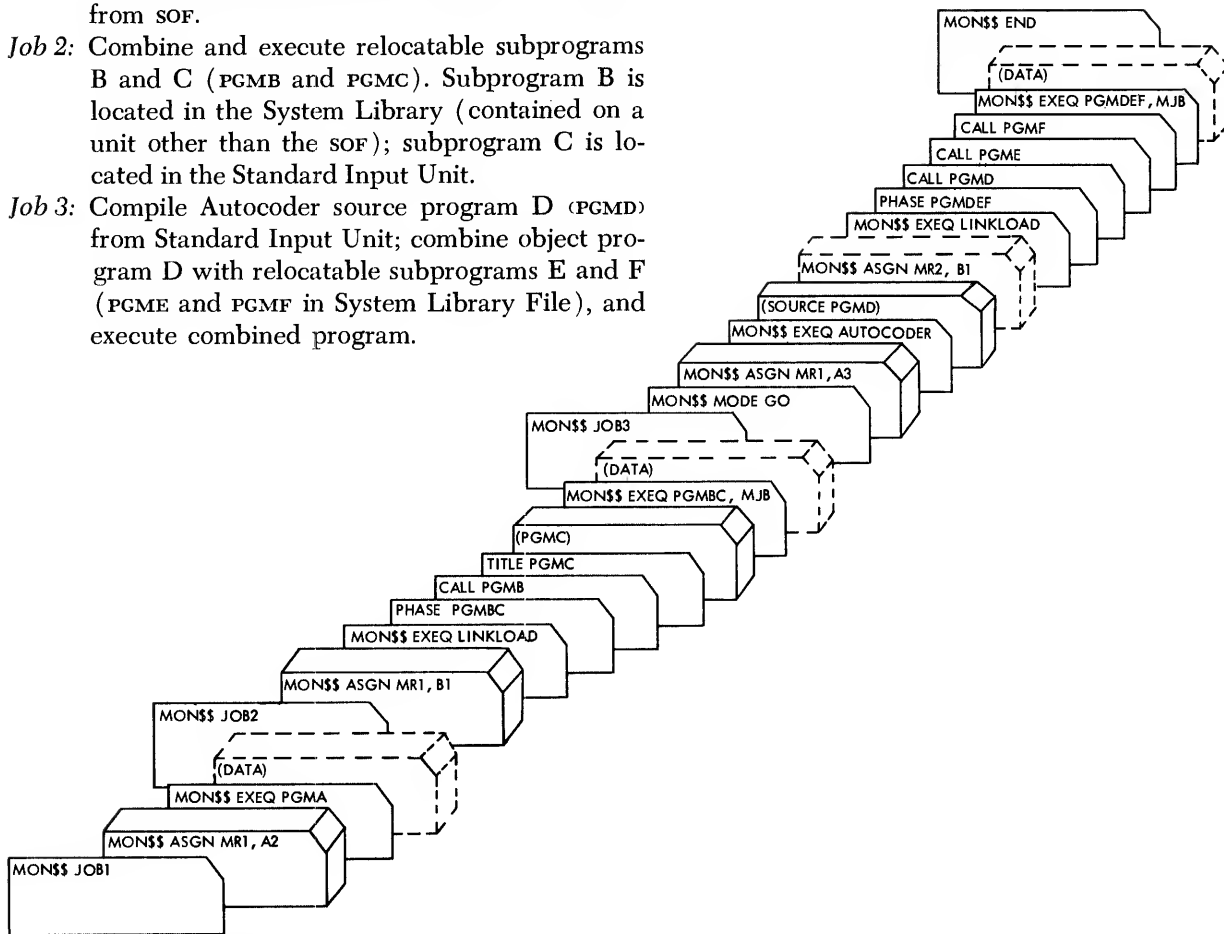 from SOF.
Job 2: Combine and execute relocatable subprograms
B and C (PGMB and PGMC). Subprogram B is
located in the System Library (contained on a
unit other than the SOF); subprogram C is lo-
cated in the Standard Input Unit.
Job 3: Compile Autocoder source program D (PGMD)
from Standard Input Unit; combine object pro-
gram D with relocatable subprograms E and F
(PGME and PGMF in System Library File), and
execute combined program.
MON$$ END
(DATA)
MON$$ EXEQ PGMDEF, MJB
CALL PGMF
CALL PGME
CALL PGMD
PHASE PGMDEF
MON$$ EXEQ LINKLOAD
MON$$ ASGN MR2, B1
(SOURCE PGMD)
MON$$ EXEQ AUTOCODER
MON$$ ASGN MR1, A3
MON$$ MODE GO
MON$$ JOB3
(DATA)
MON$$ EXEQ PGMBC, MJB
(PGMC)
TITLE PGMC
CALL PGMB
PHASE PGMBC
MON$$ EXEQ LINKLOAD
MON$$ ASGN MR1, B1
MON$$ JOB2
(DATA)
MON$$ EXEQ PGMA
MON$$ ASGN MR1, A2
MON$$ JOB1